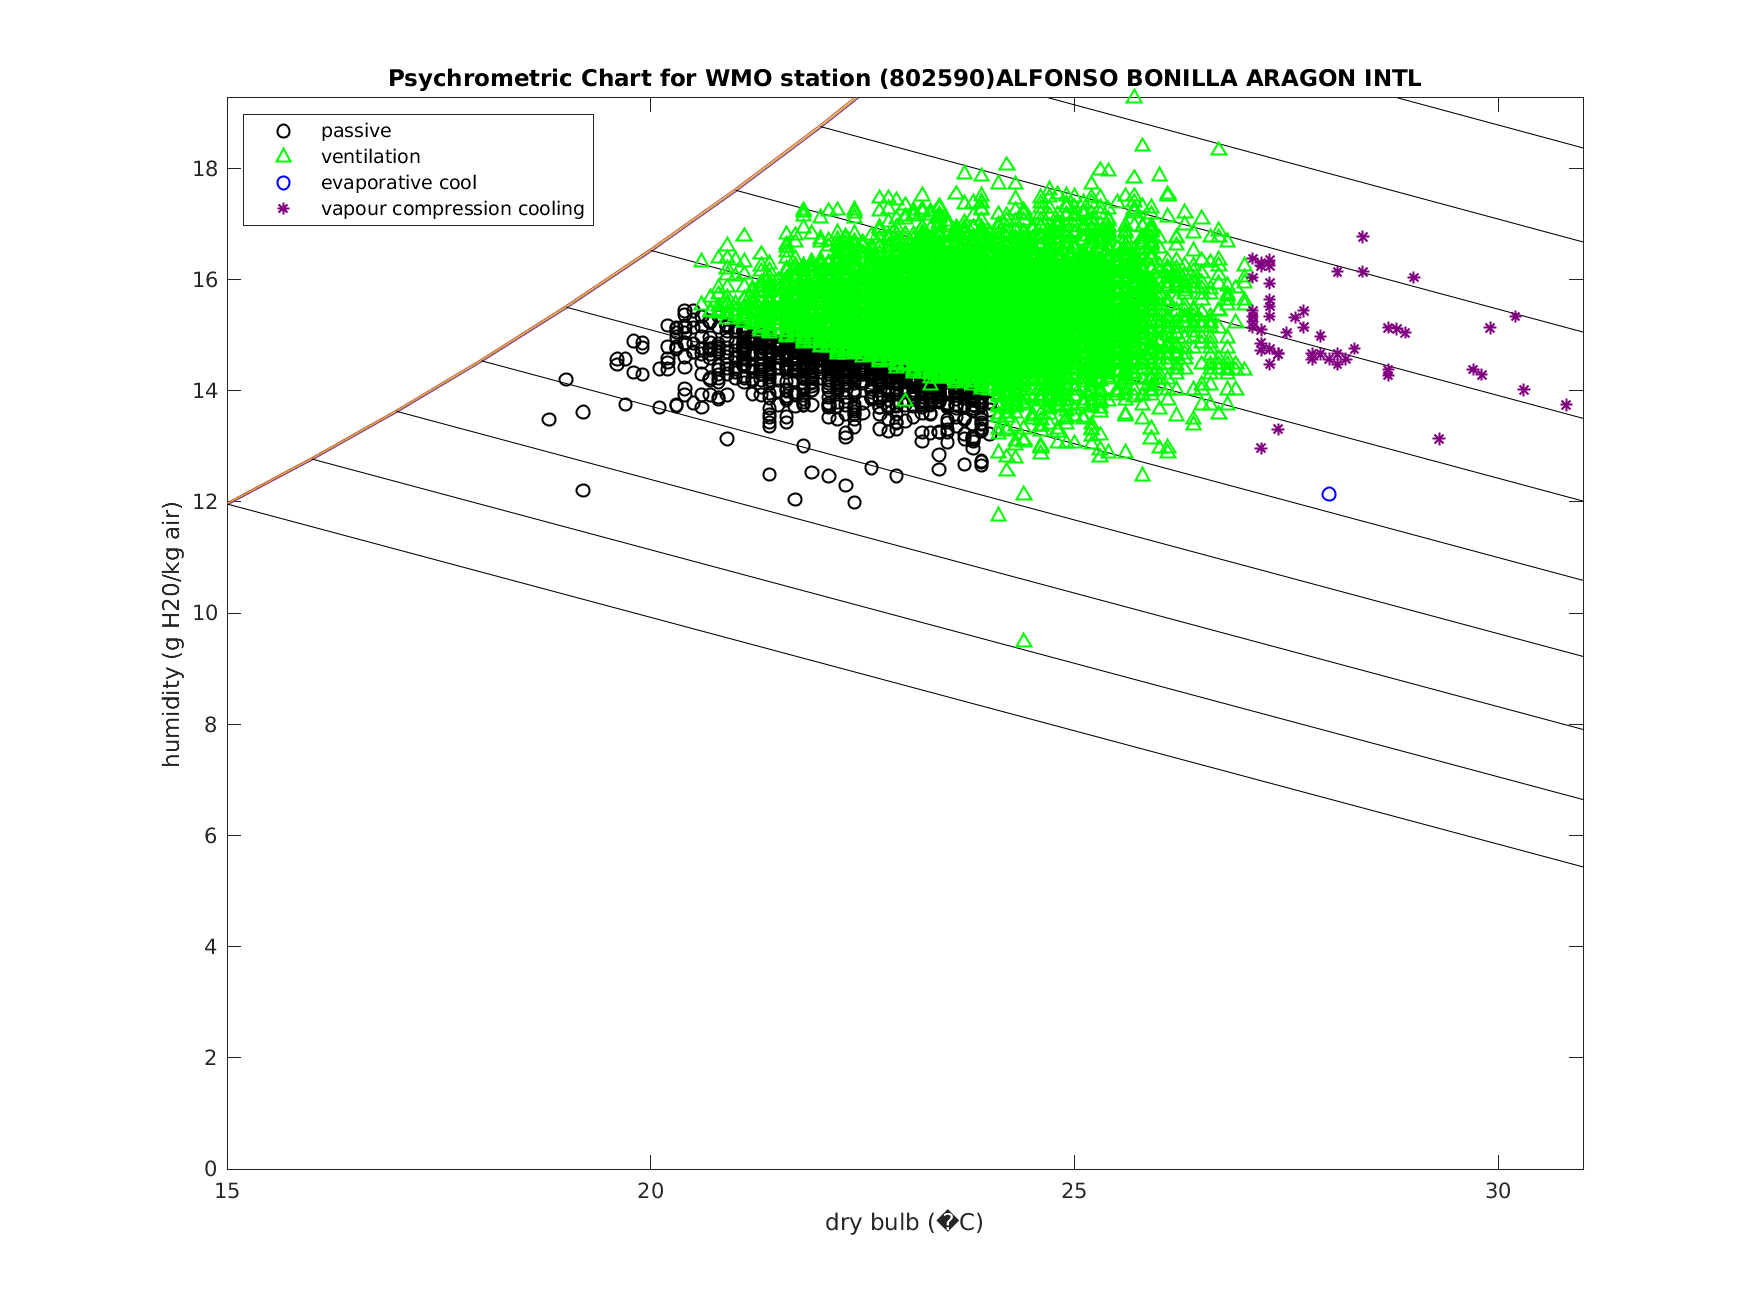 Psychrometric Chart for WMO station (802590)ALFONSO BONILLA ARAGON INTL
passive
ventilation
evaporative cool
vapour compression cooling
humidity (g H20/kg air)
18
16
14
12
10
8
6
4
2
0
15
20
25
30
dry bulb (�C)